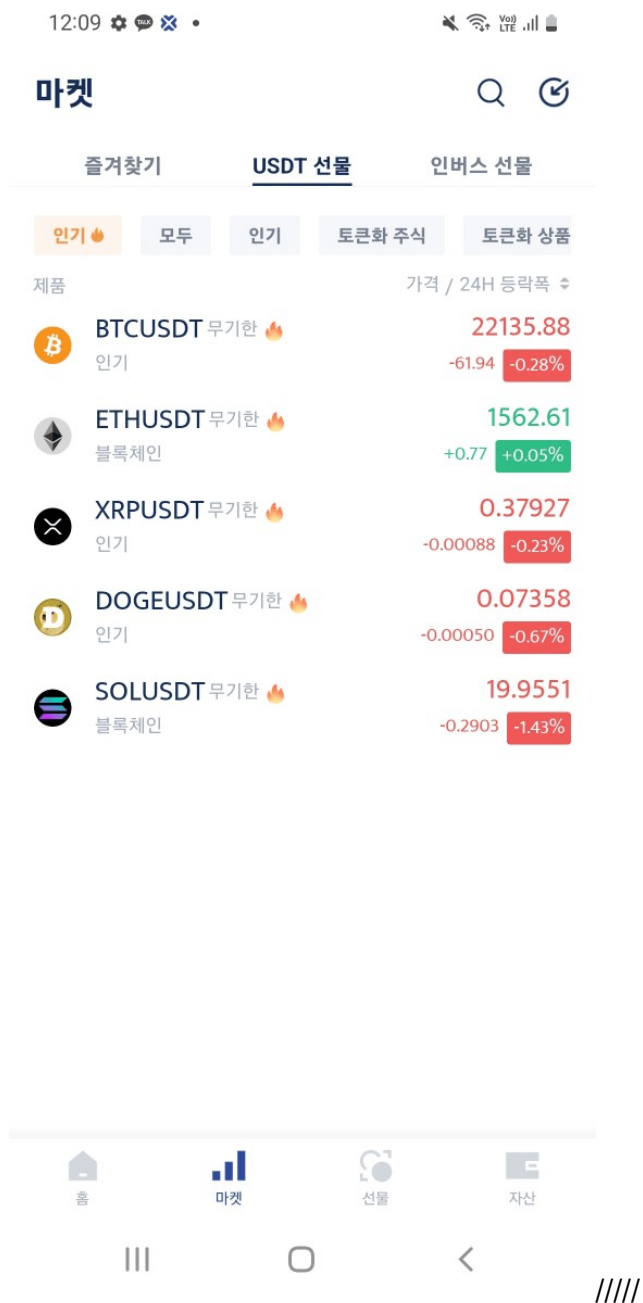 12:09 TALK Vo)) LTE
마켓
즐겨찾기 USDT 선물 인버스 선물
인기 모두 인기 토큰화 주식 토큰화 상품
제품 가격 / 24H 등락폭
BTCUSDT 무기한 22135.88
인기 -61.94 -0.28%
ETHUSDT 무기한 1562.61
블록체인 +0.77 +0.05%
XRPUSDT 무기한 0.37927
인기 -0.00088 -0.23%
DOGEUSDT 무기한 0.07358
인기 -0.00050 -0.67%
SOLUSDT 무기한 19.9551
블록체인 -0.2903 -1.43%
홈 마켓 선물 자산
/////